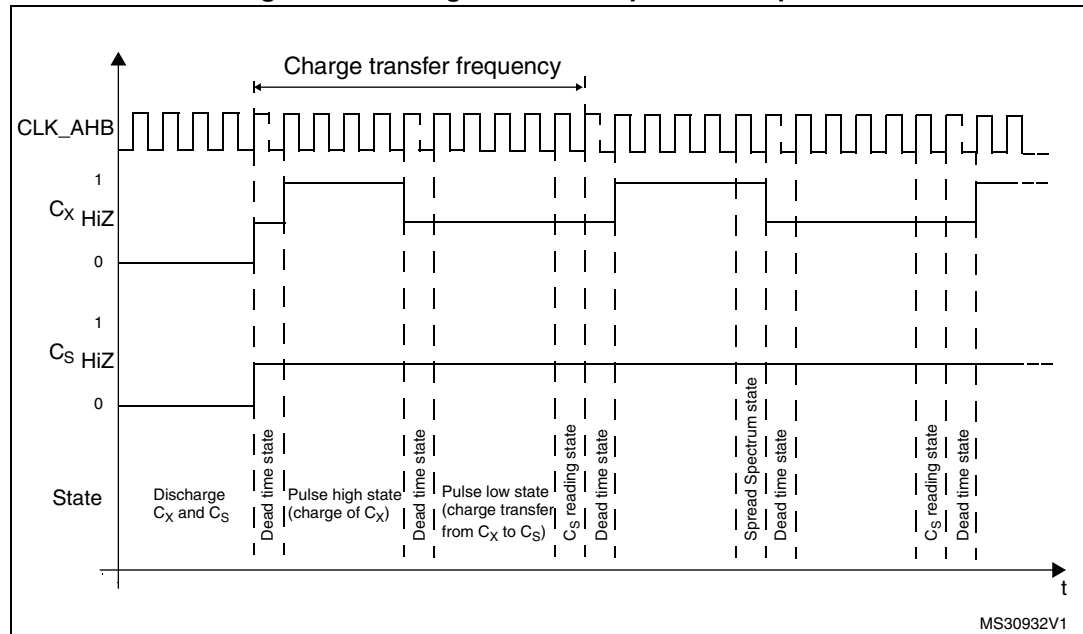 Charge transfer frequency
CLK_AHB
1
CX HiZ
0
1
CS HiZ
0
State
Discharge
CX and CS
Dead time state
Pulse high state
(charge of CX)
Dead time state
Pulse low state
(charge transfer
from CX to CS)
CS reading state
Dead time state
Spread Spectrum state
Dead time state
CS reading state
Dead time state
t
MS30932V1